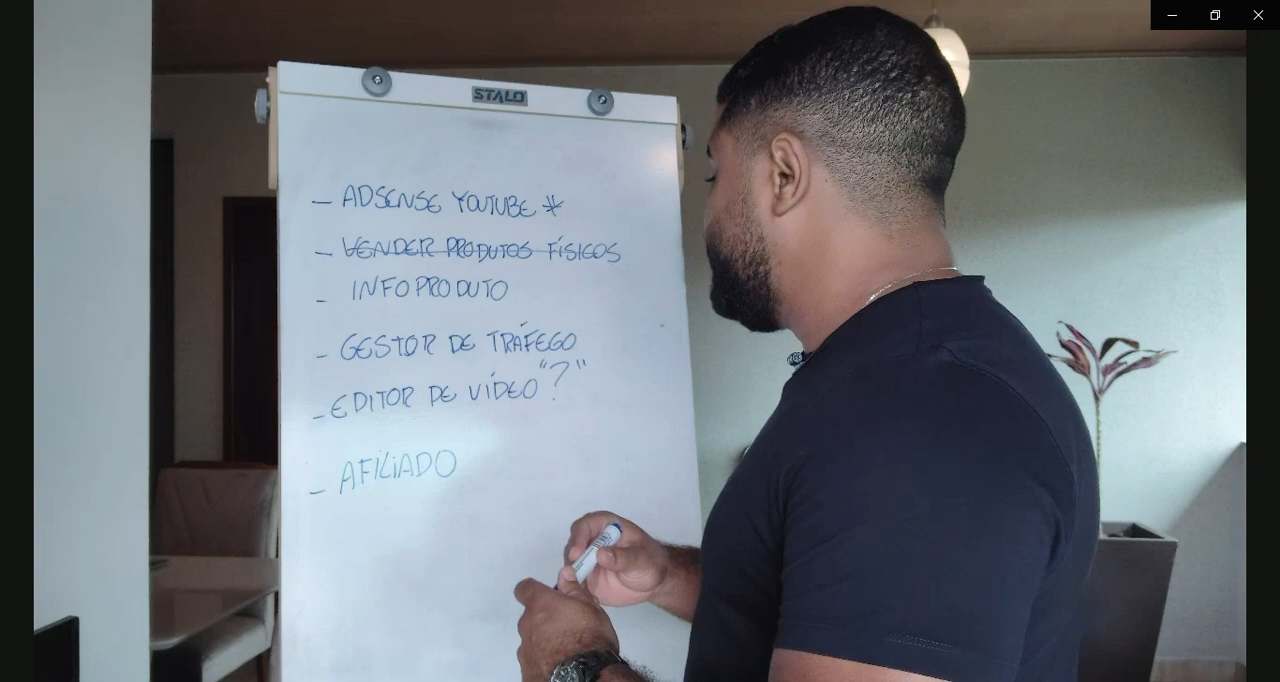 STALO
- ADSENSE YOUTUBE *
- VENDER PRODUTOS FÍSICOS
- INFOPRODUTO
- GESTOR DE TRÁFEGO
- EDITOR DE VÍDEO "?"
- AFILIADO